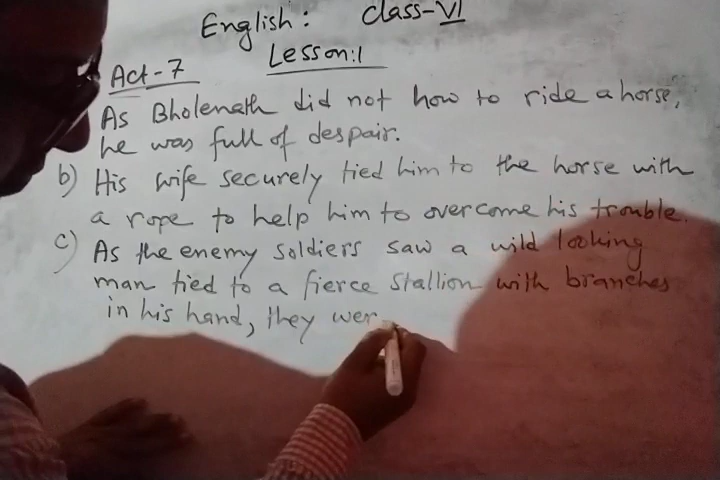 English: Class-VI
Lesson:1
Act-7
As Bholenath did not how to ride a horse,
he was full of despair.
b) His wife securely tied him to the horse with
a rope to help him to overcome his trouble.
c) As the enemy soldiers saw a wild looking
man tied to a fierce stallion with branches
in his hand, they wer